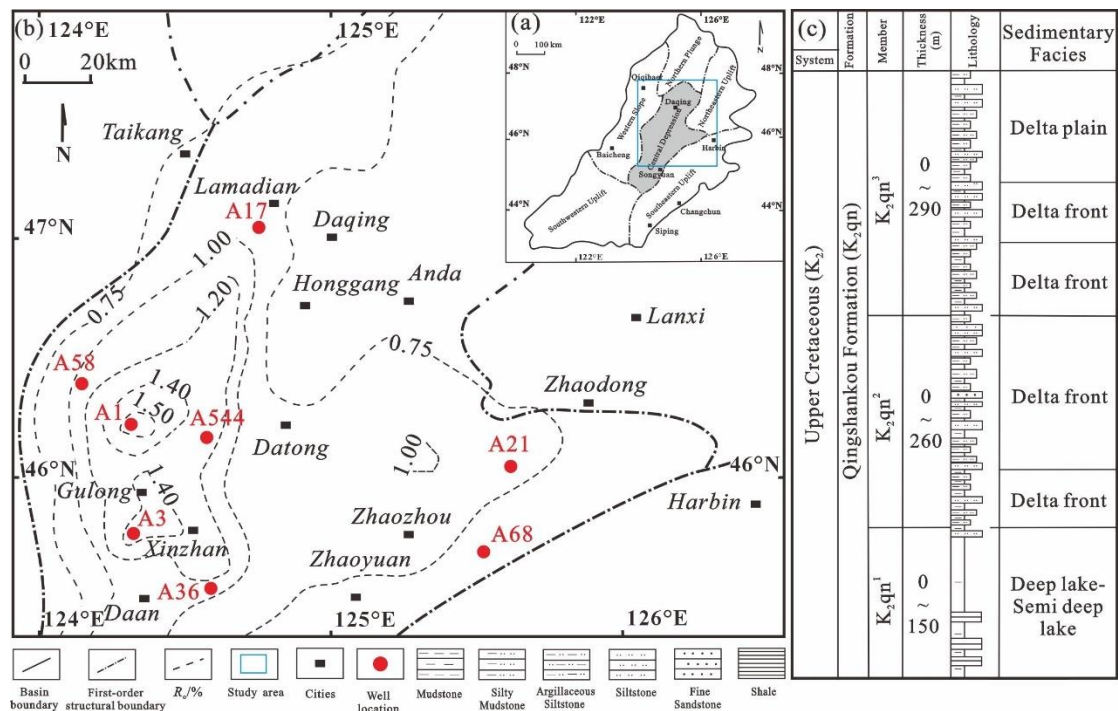 (b)
124°E
125°E
0 20km
N
Taikang
Lamadian
A17
Daqing
47°N
1.00
0.75
1.20
Honggang
Anda
Lanxi
0.75
A58
1.40
1.50
A1
A544
Datong
Zhaodong
1.00
A21
46°N
46°N
Gulong
1.40
A3
Xinzhan
Zhaozhou
Harbin
A68
A36
Zhaoyuan
Daan
124°E
125°E
126°E
(a)
0 100 km
122°E
126°E
N
48°N
48°N
Northern Plunge
Qiqihaer
Western Slope
Daqing
Northeastern Uplift
46°N
46°N
Central Depression
Harbin
Baicheng
Songyuan
Southeastern Uplift
Southwestern Uplift
44°N
44°N
Changchun
Siping
122°E
126°E
(c)
System
Formation
Member
Thickness
(m)
Lithology
Sedimentary
Facies
Upper Cretaceous (K₂)
Qingshankou Formation (K₂qn)
K₂qn³
0
~
290
Delta plain
Delta front
Delta front
K₂qn²
0
~
260
Delta front
Delta front
K₂qn¹
0
~
150
Deep lake-
Semi deep
lake
Basin
boundary
First-order
structural boundary
Rₒ/%
Study area
Cities
Well
location
Mudstone
Silty
Mudstone
Argillaceous
Siltstone
Siltstone
Fine
Sandstone
Shale